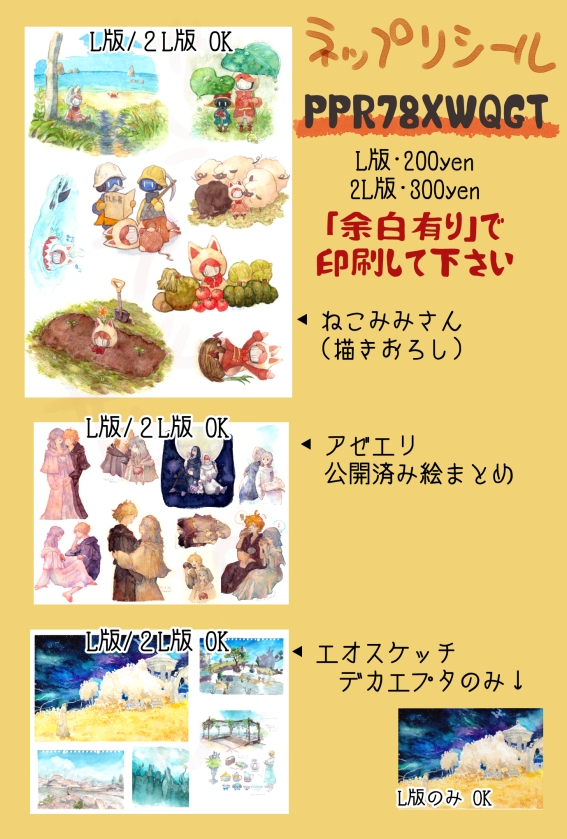 ネップリシール
PPR78XWQGT
L版・200yen
2L版・300yen
「余白有り」で
印刷して下さい
L版/２L版 OK
ねこみみさん
(描きおろし)
L版/２L版 OK
アゼエリ
公開済み絵まとめ
L版/２L版 OK
エオスケッチ
デカエプタのみ↓
L版のみ OK